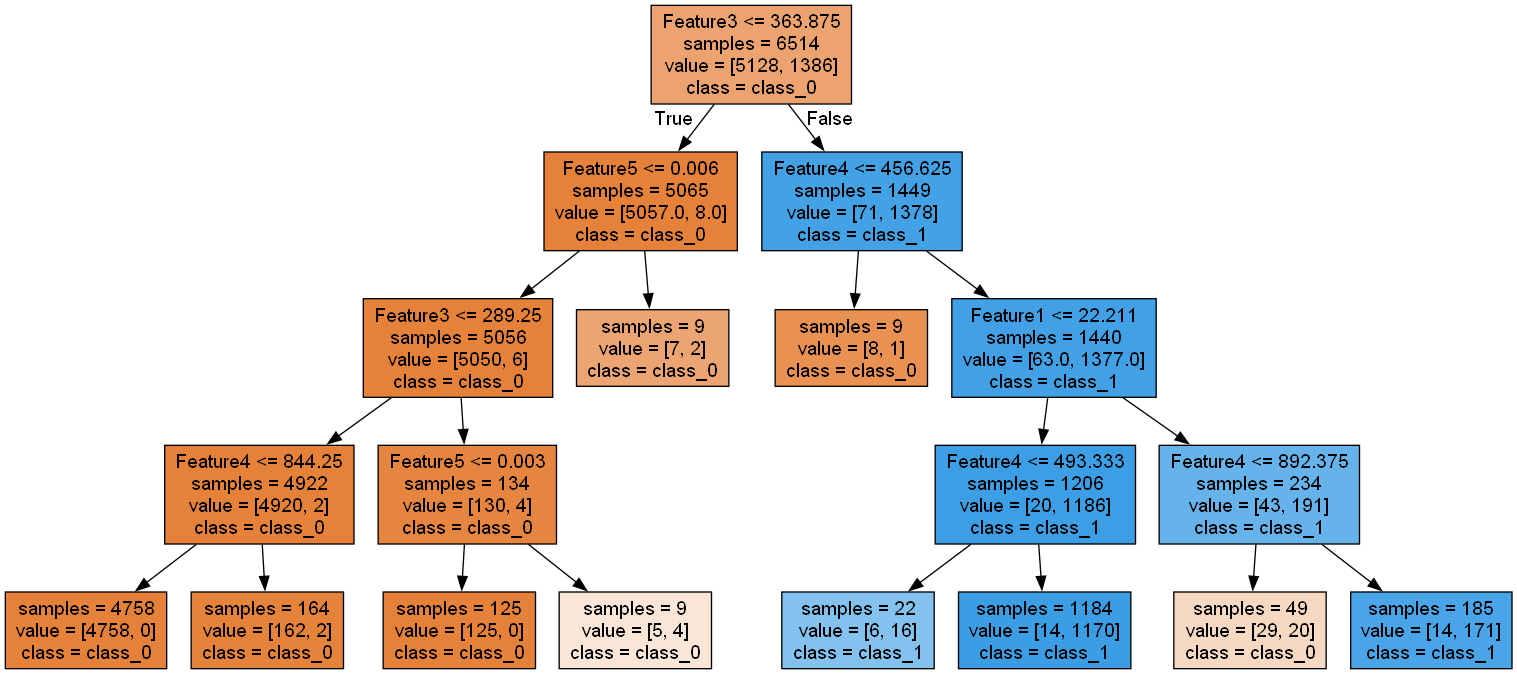 Feature3 <= 363.875
samples = 6514
value = [5128, 1386]
class = class_0
True
False
Feature5 <= 0.006
samples = 5065
value = [5057.0, 8.0]
class = class_0
Feature4 <= 456.625
samples = 1449
value = [71, 1378]
class = class_1
Feature3 <= 289.25
samples = 5056
value = [5050, 6]
class = class_0
samples = 9
value = [7, 2]
class = class_0
samples = 9
value = [8, 1]
class = class_0
Feature1 <= 22.211
samples = 1440
value = [63.0, 1377.0]
class = class_1
Feature4 <= 844.25
samples = 4922
value = [4920, 2]
class = class_0
Feature5 <= 0.003
samples = 134
value = [130, 4]
class = class_0
Feature4 <= 493.333
samples = 1206
value = [20, 1186]
class = class_1
Feature4 <= 892.375
samples = 234
value = [43, 191]
class = class_1
samples = 4758
value = [4758, 0]
class = class_0
samples = 164
value = [162, 2]
class = class_0
samples = 125
value = [125, 0]
class = class_0
samples = 9
value = [5, 4]
class = class_0
samples = 22
value = [6, 16]
class = class_1
samples = 1184
value = [14, 1170]
class = class_1
samples = 49
value = [29, 20]
class = class_0
samples = 185
value = [14, 171]
class = class_1